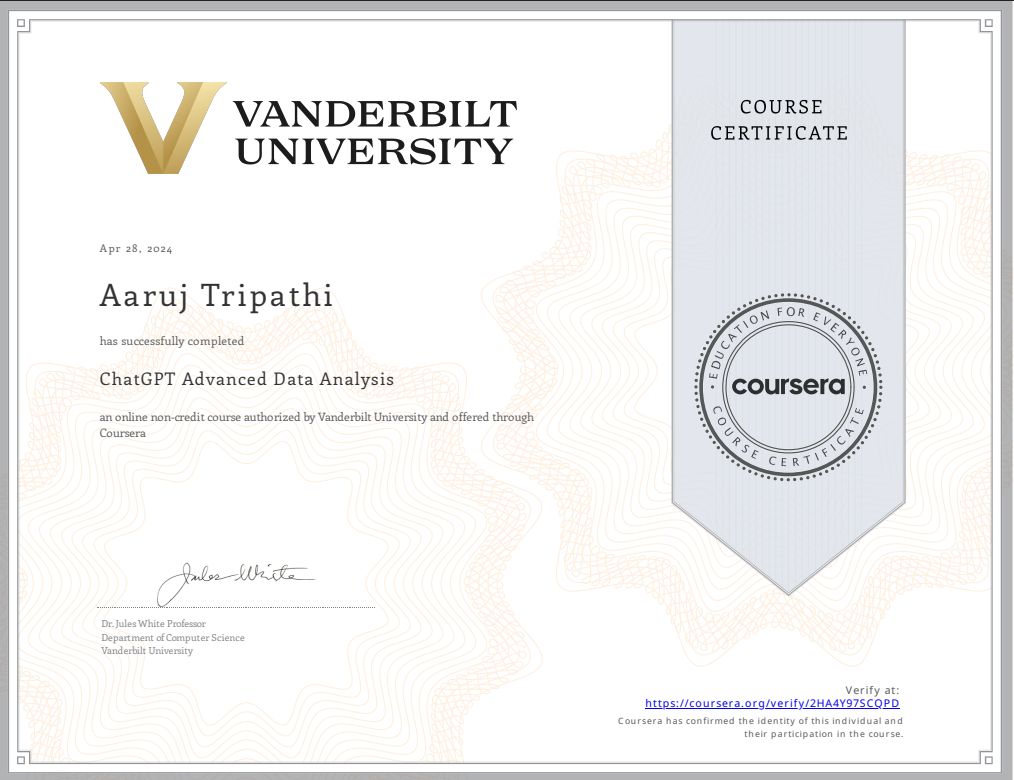 VANDERBILT
UNIVERSITY
COURSE
CERTIFICATE
Apr 28, 2024
Aaruj Tripathi
has successfully completed
ChatGPT Advanced Data Analysis
an online non-credit course authorized by Vanderbilt University and offered through
Coursera
EDUCATION FOR EVERYONE
coursera
COURSE CERTIFICATE
Jules White
Dr. Jules White Professor
Department of Computer Science
Vanderbilt University
Verify at:
https://coursera.org/verify/2HA4Y97SCQPD
Coursera has confirmed the identity of this individual and
their participation in the course.